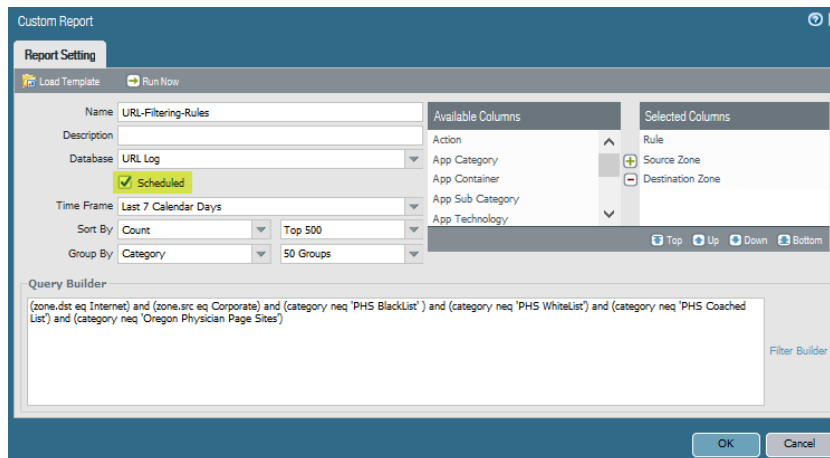 Custom Report
Report Setting
Load Template Run Now
Name URL-Filtering-Rules
Description
Database URL Log
Scheduled
Time Frame Last 7 Calendar Days
Sort By Count Top 500
Group By Category 50 Groups
Available Columns
Action
App Category
App Container
App Sub Category
App Technology
Selected Columns
Rule
Source Zone
Destination Zone
Top Up Down Bottom
Query Builder
(zone.dst eq Internet) and (zone.src eq Corporate) and (category neq 'PHS BlackList' ) and (category neq 'PHS WhiteList') and (category neq 'PHS Coached
List') and (category neq 'Oregon Physician Page Sites')
Filter Builder
OK Cancel